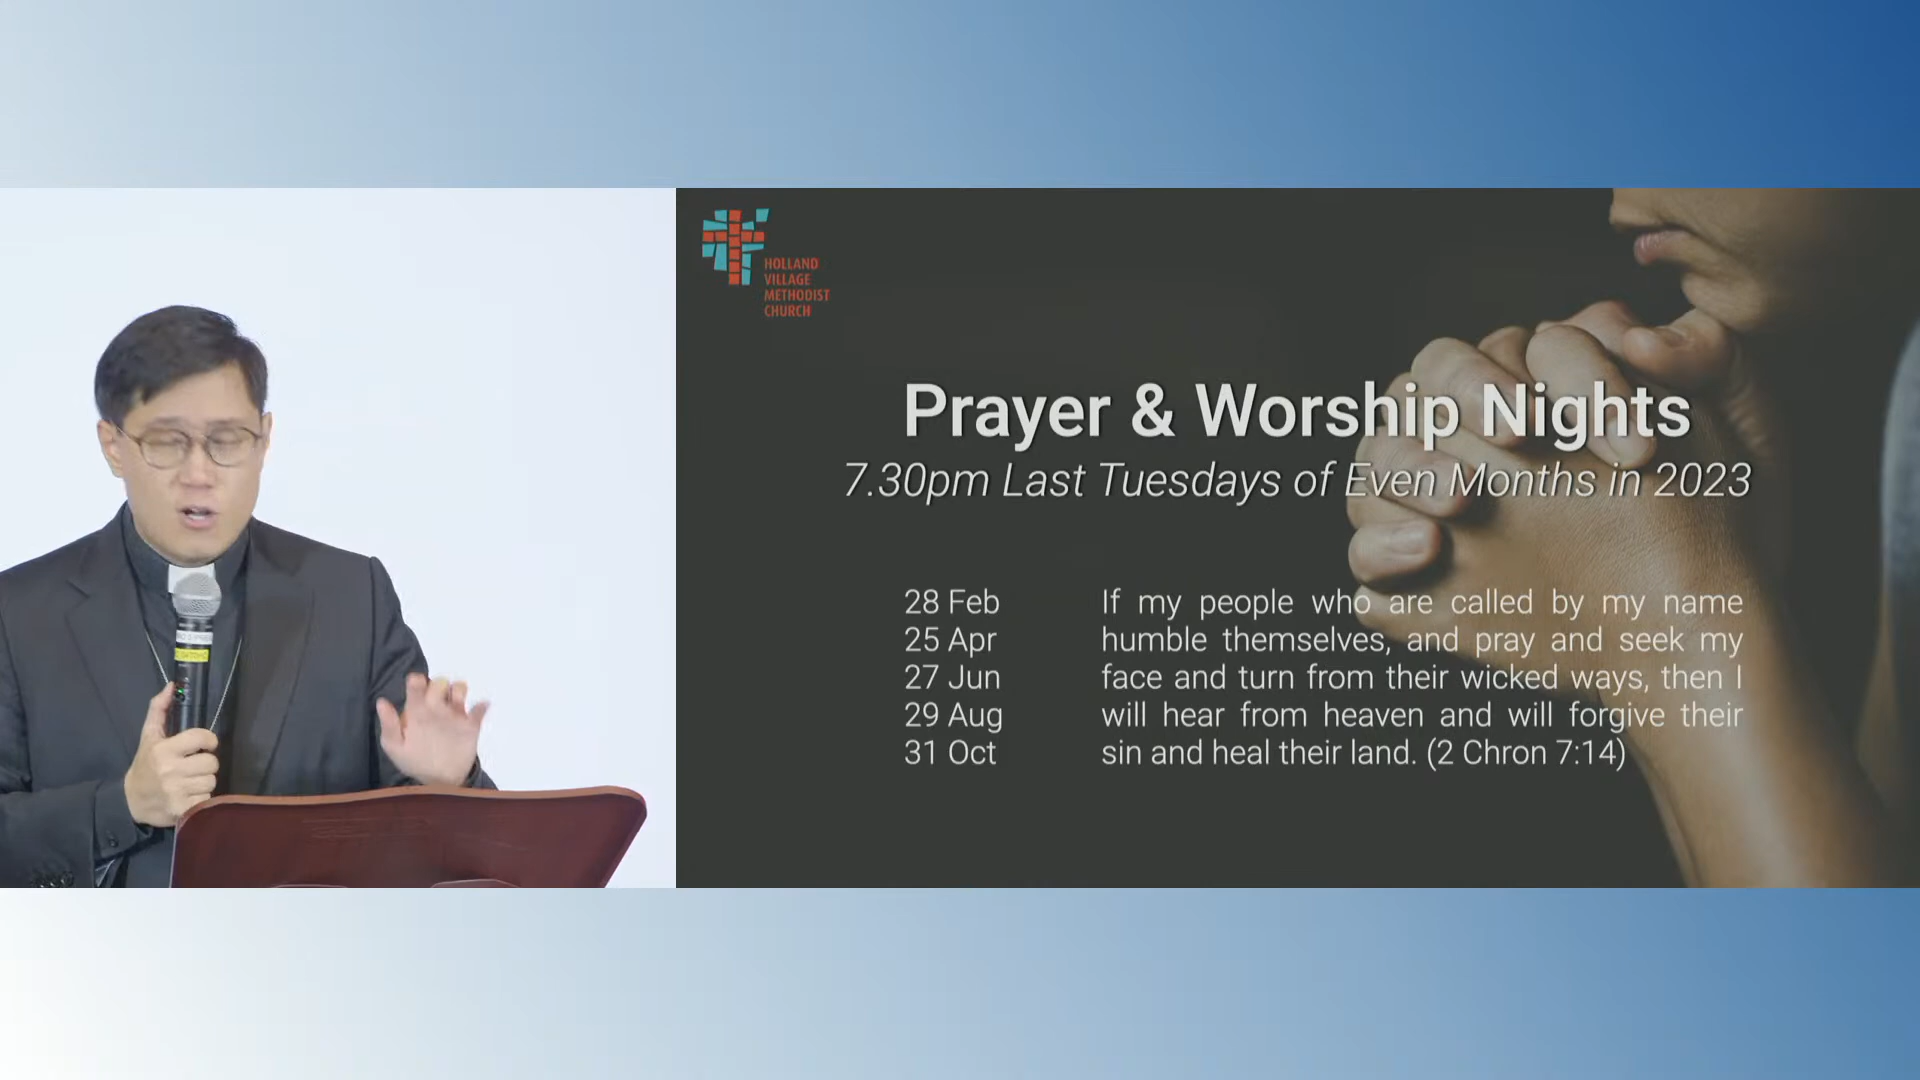 HOLLAND
VILLAGE
METHODIST
CHURCH
Prayer & Worship Nights
7.30pm Last Tuesdays of Even Months in 2023
28 Feb
25 Apr
27 Jun
29 Aug
31 Oct
If my people who are called by my name
humble themselves, and pray and seek my
face and turn from their wicked ways, then I
will hear from heaven and will forgive their
sin and heal their land. (2 Chron 7:14)